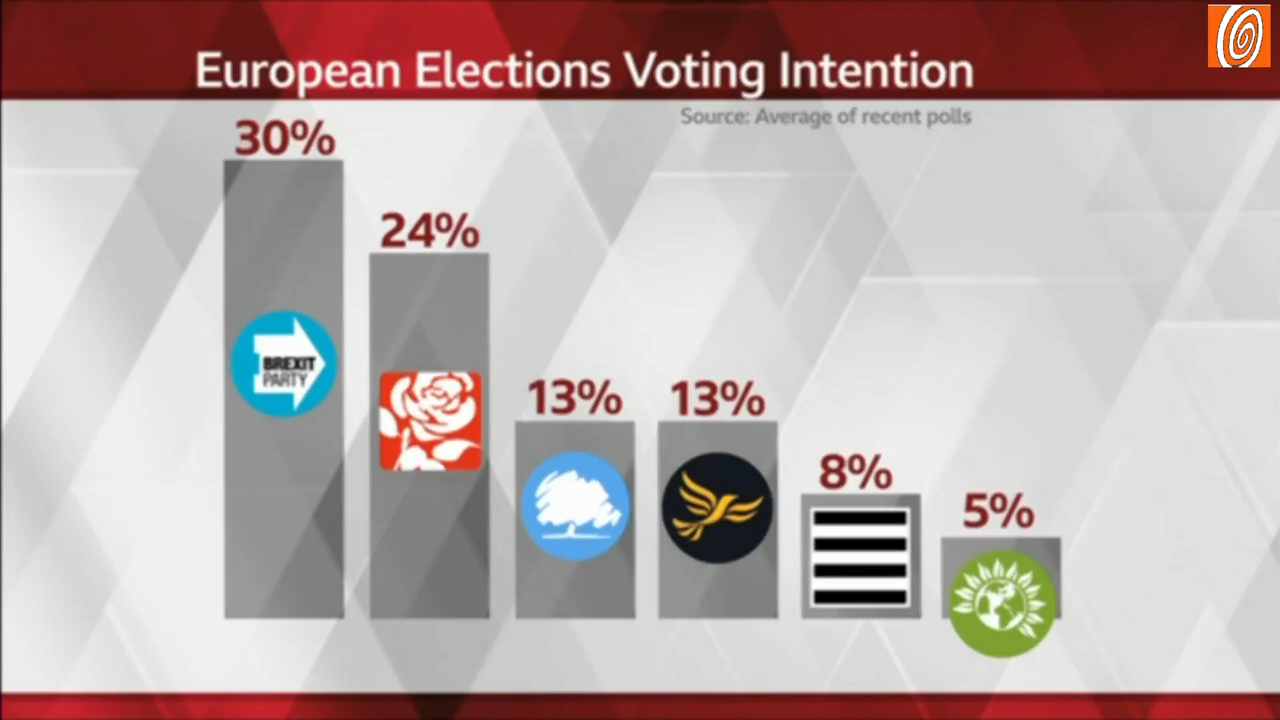 European Elections Voting Intention
Source: Average of recent polls
30%
24%
13%
13%
8%
5%
BREXIT
PARTY